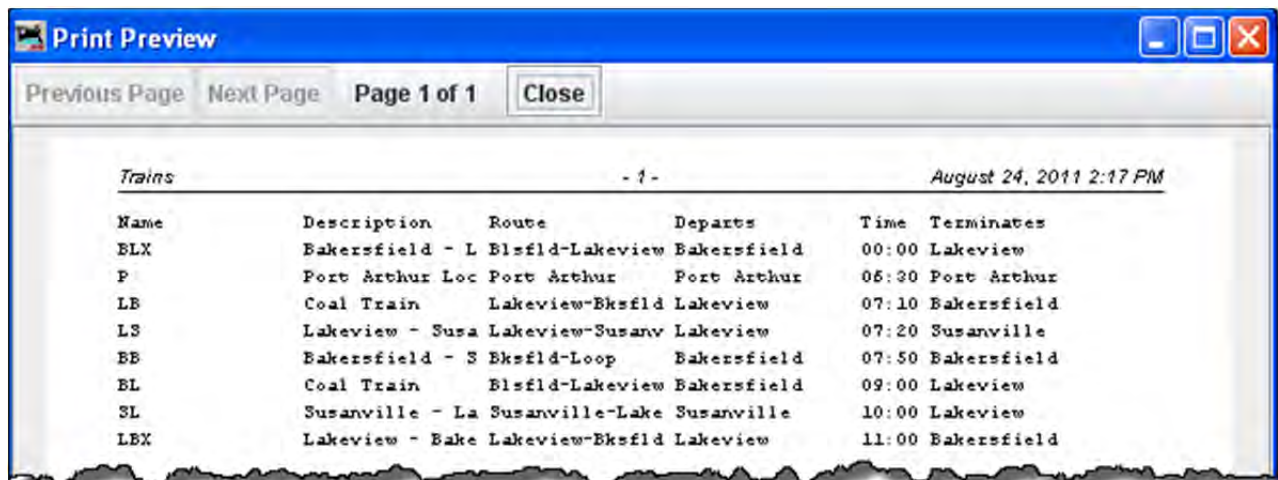 Print Preview
Previous Page Next Page Page 1 of 1 Close
Trains - 1 - August 24, 2011 2:17 PM
Name Description Route Departs Time Terminates
BLX Bakersfield - L Blsfld-Lakeview Bakersfield 00:00 Lakeview
P Port Arthur Loc Port Arthur Port Arthur 05:30 Port Arthur
LB Coal Train Lakeview-Bksfld Lakeview 07:10 Bakersfield
LS Lakeview - Susa Lakeview-Susanv Lakeview 07:20 Susanville
BB Bakersfield - S Bksfld-Loop Bakersfield 07:50 Bakersfield
BL Coal Train Blsfld-Lakeview Bakersfield 09:00 Lakeview
SL Susanville - La Susanville-Lake Susanville 10:00 Lakeview
LBX Lakeview - Bake Lakeview-Bksfld Lakeview 11:00 Bakersfield